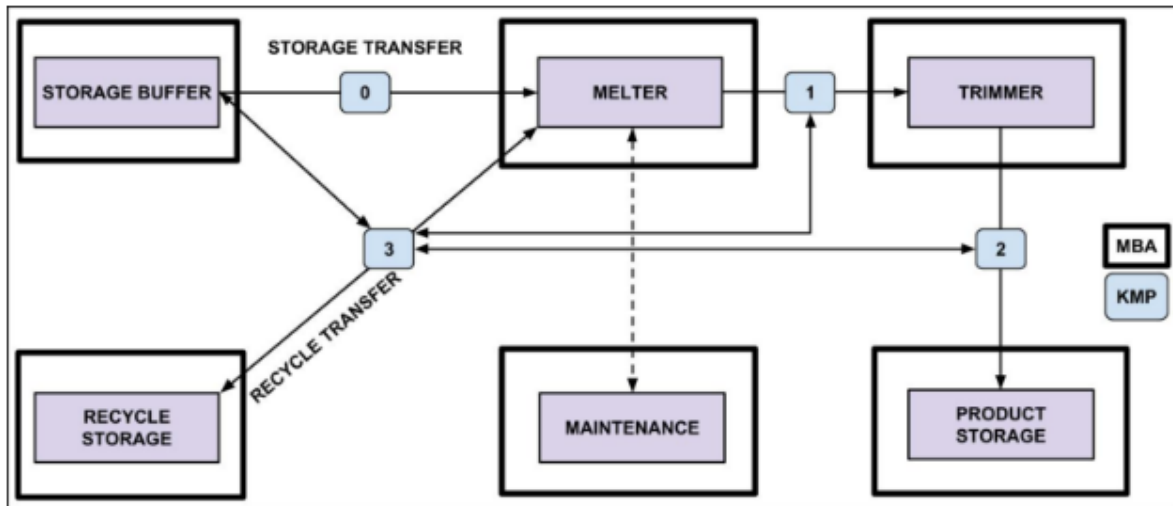 STORAGE TRANSFER
STORAGE BUFFER
0
MELTER
1
TRIMMER
3
2
MBA
KMP
RECYCLE TRANSFER
RECYCLE
STORAGE
MAINTENANCE
PRODUCT
STORAGE